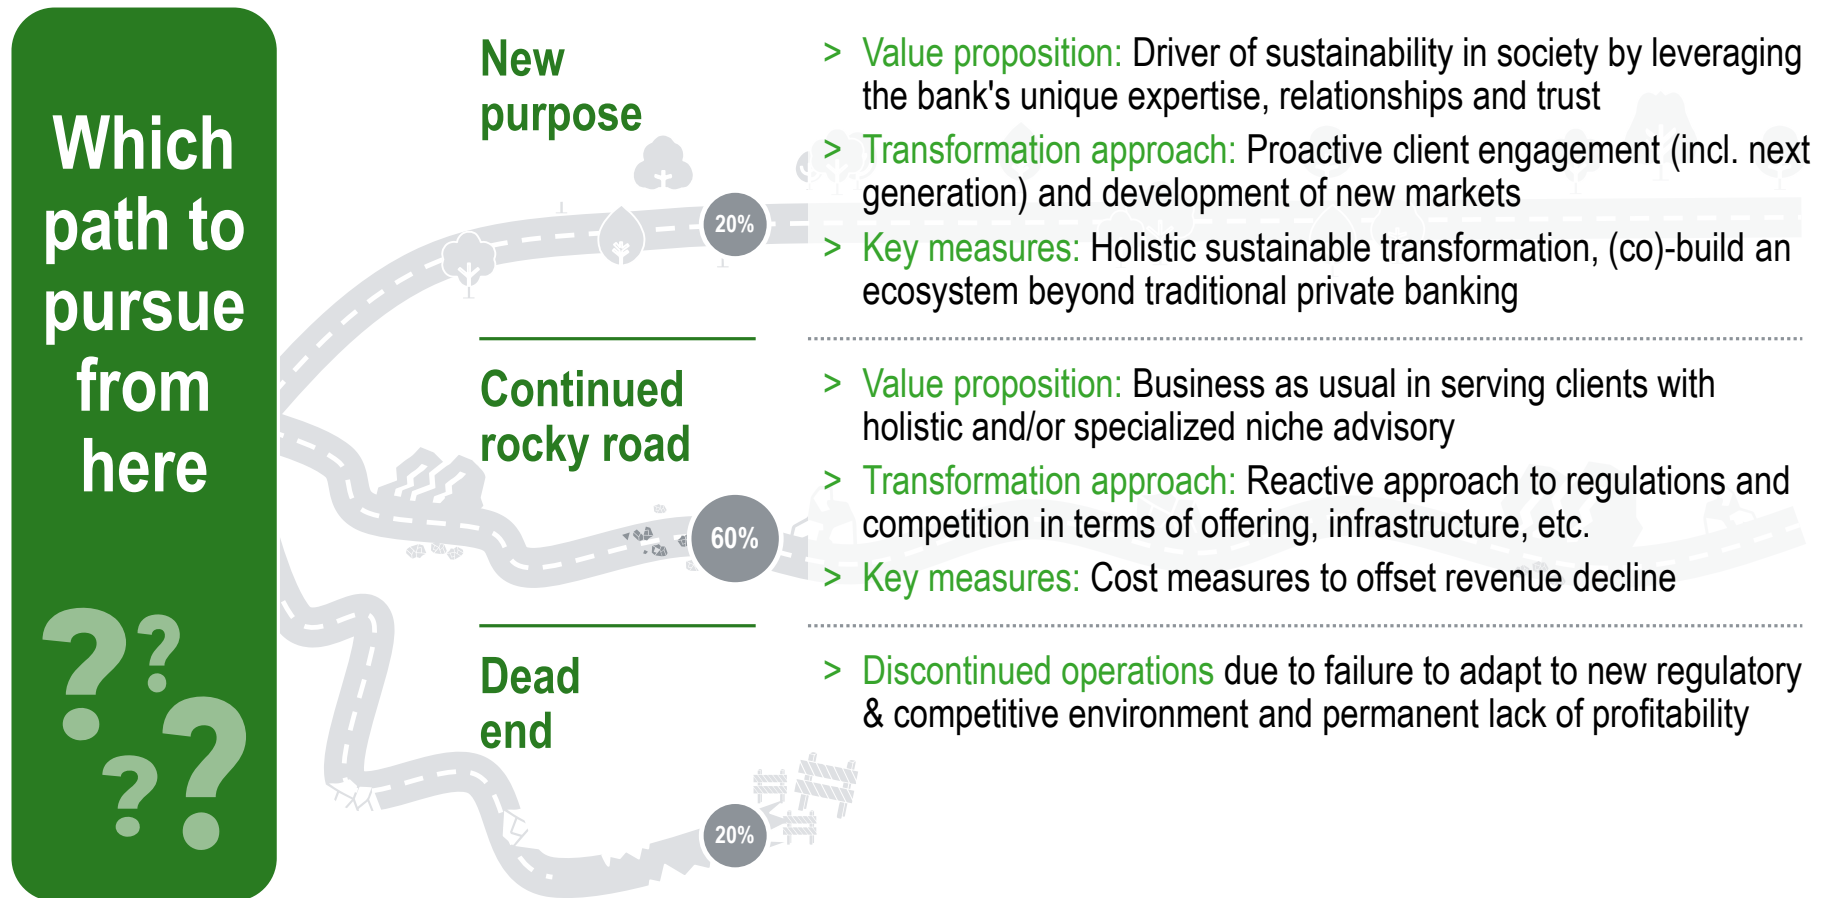 Which
path to
pursue
from
here
? ?
? ?
New
purpose
20%
> Value proposition: Driver of sustainability in society by leveraging
the bank's unique expertise, relationships and trust
> Transformation approach: Proactive client engagement (incl. next
generation) and development of new markets
> Key measures: Holistic sustainable transformation, (co)-build an
ecosystem beyond traditional private banking
Continued
rocky road
60%
> Value proposition: Business as usual in serving clients with
holistic and/or specialized niche advisory
> Transformation approach: Reactive approach to regulations and
competition in terms of offering, infrastructure, etc.
> Key measures: Cost measures to offset revenue decline
Dead
end
20%
> Discontinued operations due to failure to adapt to new regulatory
& competitive environment and permanent lack of profitability